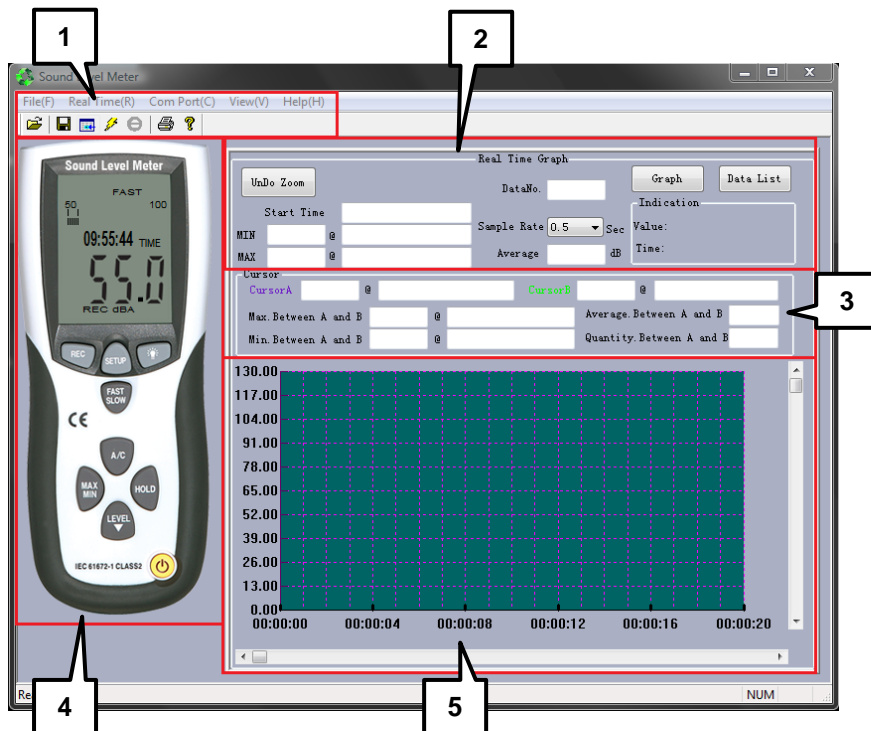 1
2
Sound Level Meter
File(F) Real Time(R) Com Port(C) View(V) Help(H)
Sound Level Meter
FAST
50 100
09:55:44 TIME
55.0
REC dBA
REC
SETUP
FAST
SLOW
CE
A/C
MAX
MIN
HOLD
LEVEL
IEC 61672-1 CLASS2
Real Time Graph
UnDo Zoom
DataNo.
Graph
Data List
Start Time
Indication
MIN @
Sample Rate 0.5 Sec
Value:
MAX @
Average dB
Time:
Cursor
CursorA @
CursorB @
Max.Between A and B @
Average.Between A and B
Min.Between A and B @
Quantity.Between A and B
3
130.00
117.00
104.00
91.00
78.00
65.00
52.00
39.00
26.00
13.00
0.00
00:00:00 00:00:04 00:00:08 00:00:12 00:00:16 00:00:20
NUM
4
5